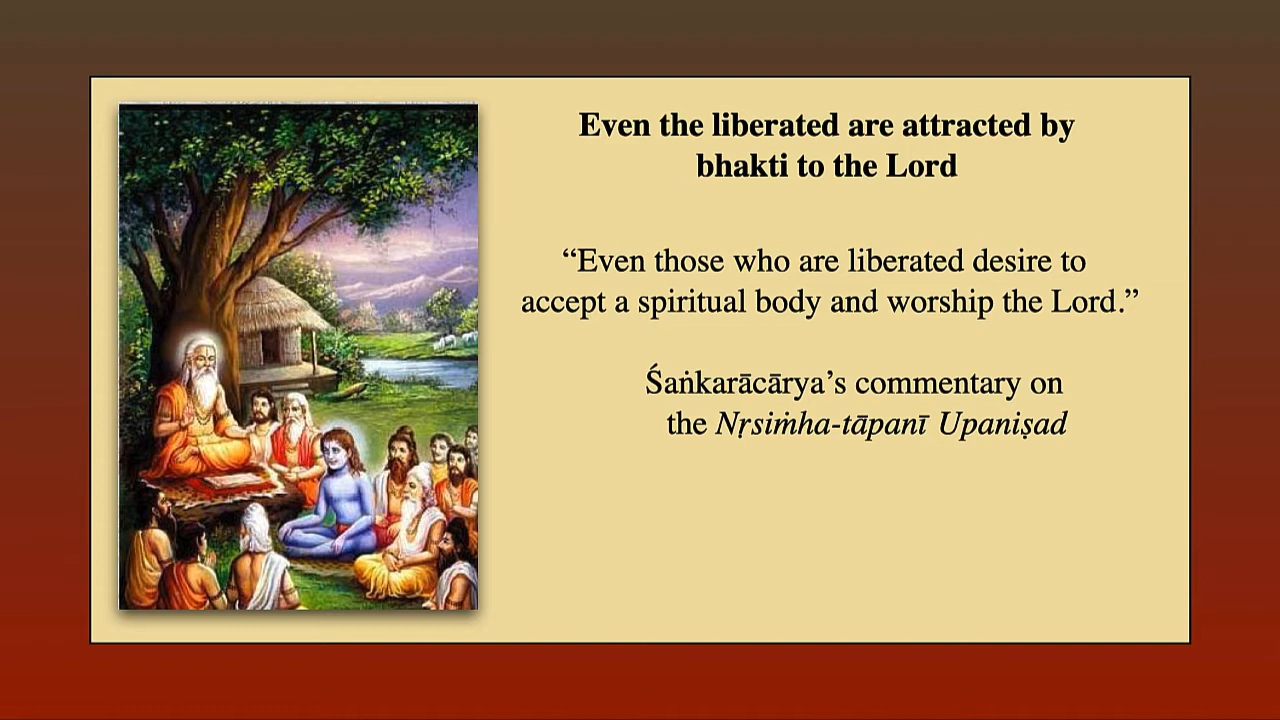 Even the liberated are attracted by
bhakti to the Lord
“Even those who are liberated desire to
accept a spiritual body and worship the Lord.”
Śaṅkarācārya’s commentary on
the Nṛsiṁha-tāpanī Upaniṣad